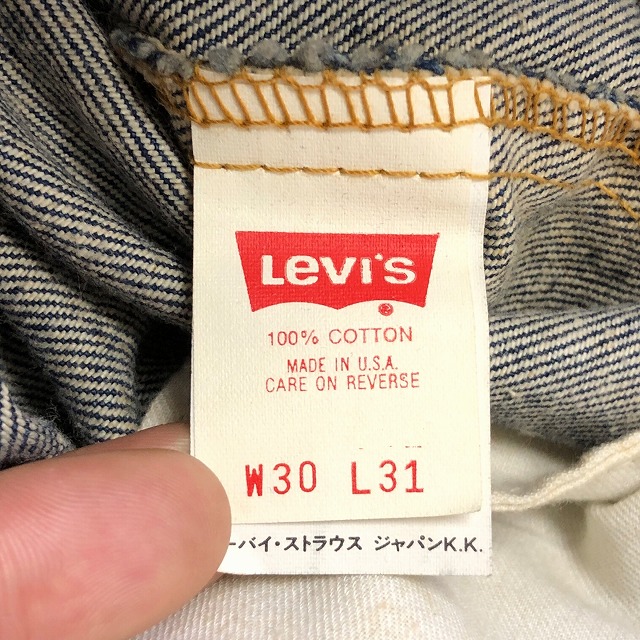 Levi's
100% COTTON
MADE IN U.S.A.
CARE ON REVERSE
W30 L31
ーバイ・ストラウス ジャパンK.K.